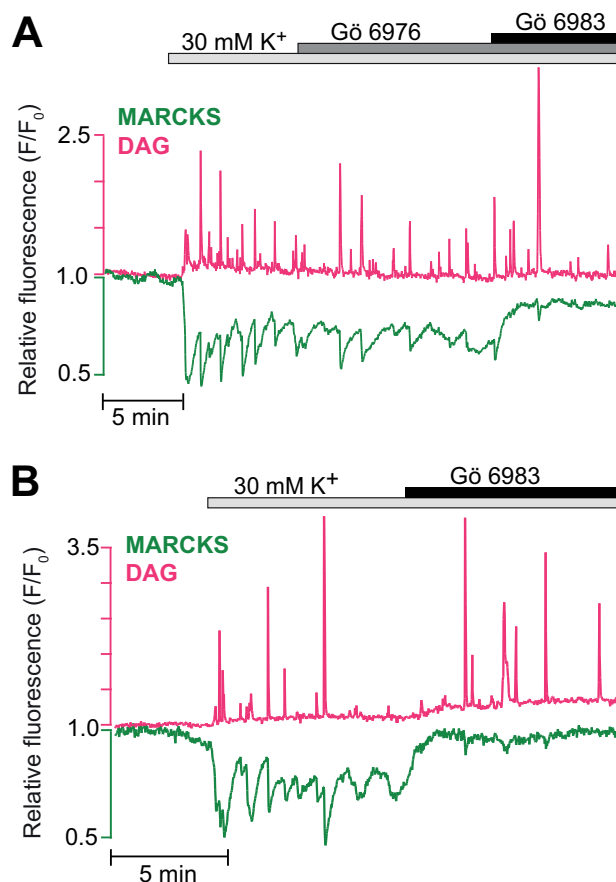 A
Gö 6983
Gö 6976
30 mM K⁺
MARCKS
DAG
Relative fluorescence (F/F₀)
2.5
1.0
0.5
5 min
B
Gö 6983
30 mM K⁺
MARCKS
DAG
Relative fluorescence (F/F₀)
3.5
1.0
0.5
5 min